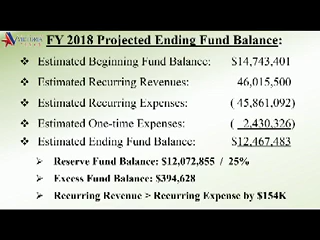 FY 2018 Projected Ending Fund Balance:
❖ Estimated Beginning Fund Balance: $14,743,401
❖ Estimated Recurring Revenues: 46,015,500
❖ Estimated Recurring Expenses: ( 45,861,092)
❖ Estimated One-time Expenses: ( 2,430,326)
❖ Estimated Ending Fund Balance: $12,467,483
➢ Reserve Fund Balance: $12,072,855 / 25%
➢ Excess Fund Balance: $394,628
➢ Recurring Revenue > Recurring Expense by $154K